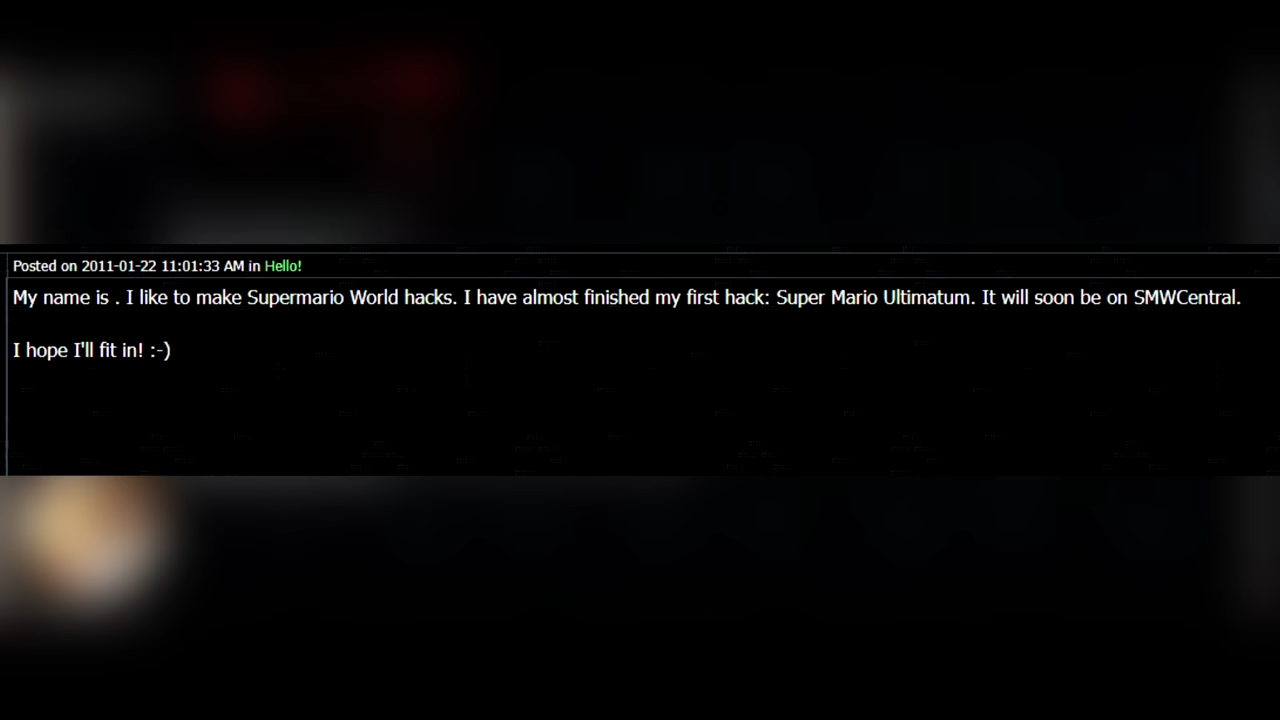 Posted on 2011-01-22 11:01:33 AM in Hello!
My name is . I like to make Supermario World hacks. I have almost finished my first hack: Super Mario Ultimatum. It will soon be on SMWCentral.
I hope I'll fit in! :-)